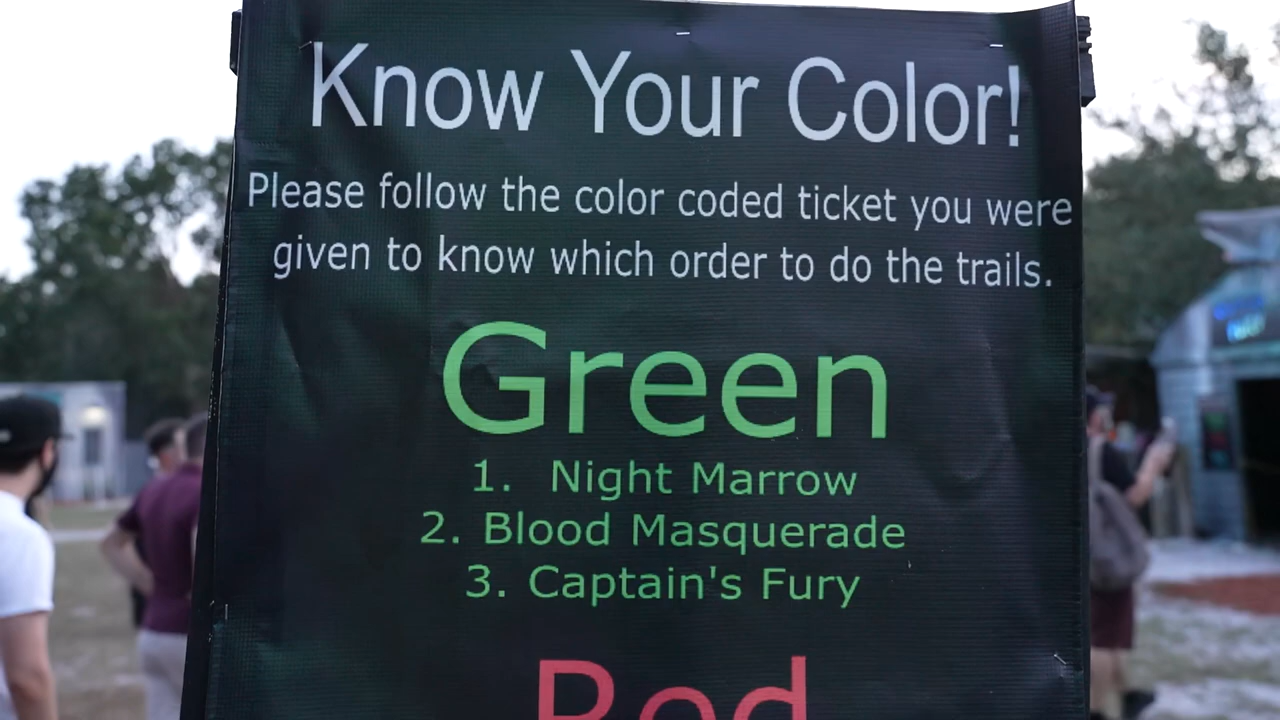 Know Your Color!
Please follow the color coded ticket you were
given to know which order to do the trails.
Green
1. Night Marrow
2. Blood Masquerade
3. Captain's Fury
Red